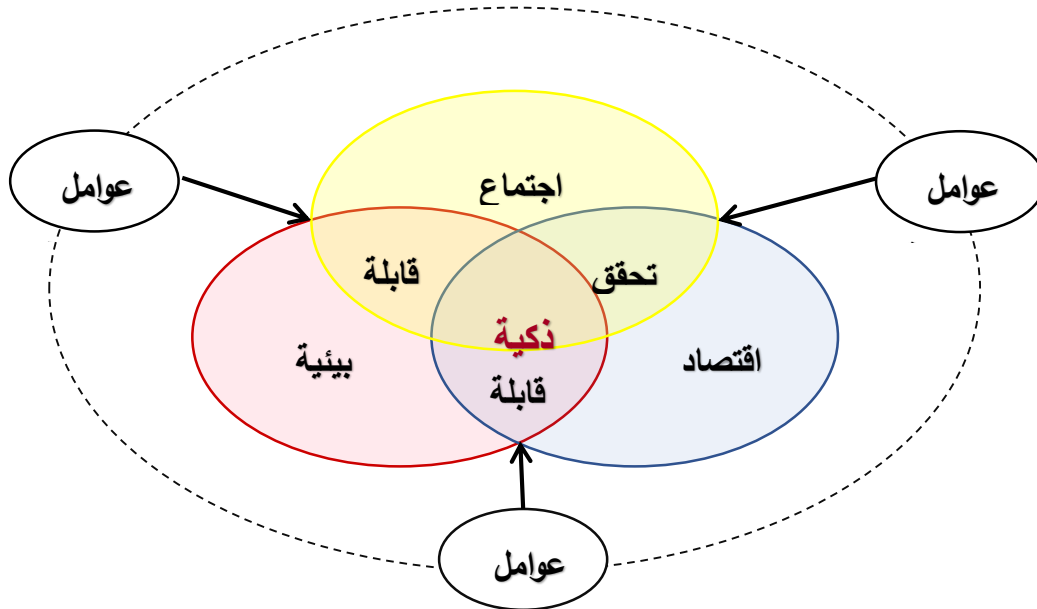 اجتماع
عوامل
عوامل
تحقق
قابلة
ذكية
اقتصاد
بيئية
قابلة
عوامل